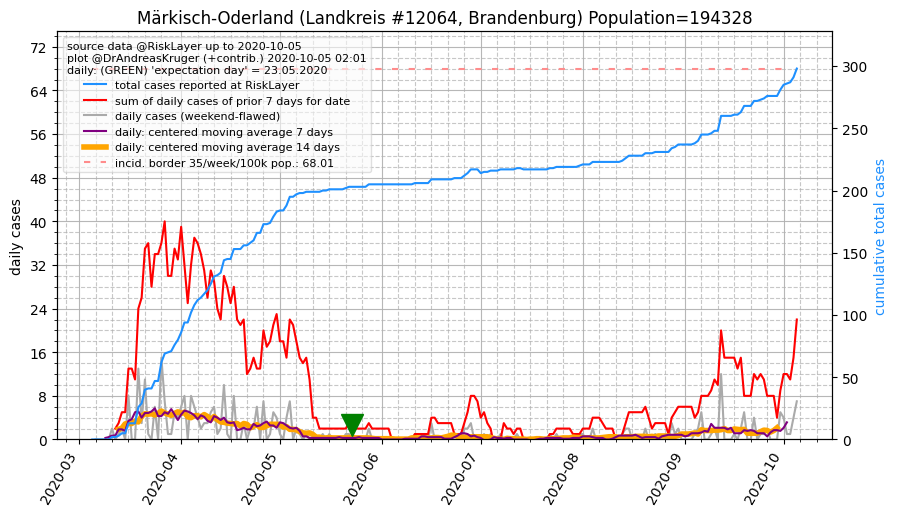 Märkisch-Oderland (Landkreis #12064, Brandenburg) Population=194328
source data @RiskLayer up to 2020-10-05
plot @DrAndreasKruger (+contrib.) 2020-10-05 02:01
daily: (GREEN) 'expectation day' = 23.05.2020
total cases reported at RiskLayer
sum of daily cases of prior 7 days for date
daily cases (weekend-flawed)
daily: centered moving average 7 days
daily: centered moving average 14 days
incid. border 35/week/100k pop.: 68.01
daily cases
72
64
56
48
40
32
24
16
8
0
300
250
200
150
100
50
0
cumulative total cases
2020-03
2020-04
2020-05
2020-06
2020-07
2020-08
2020-09
2020-10